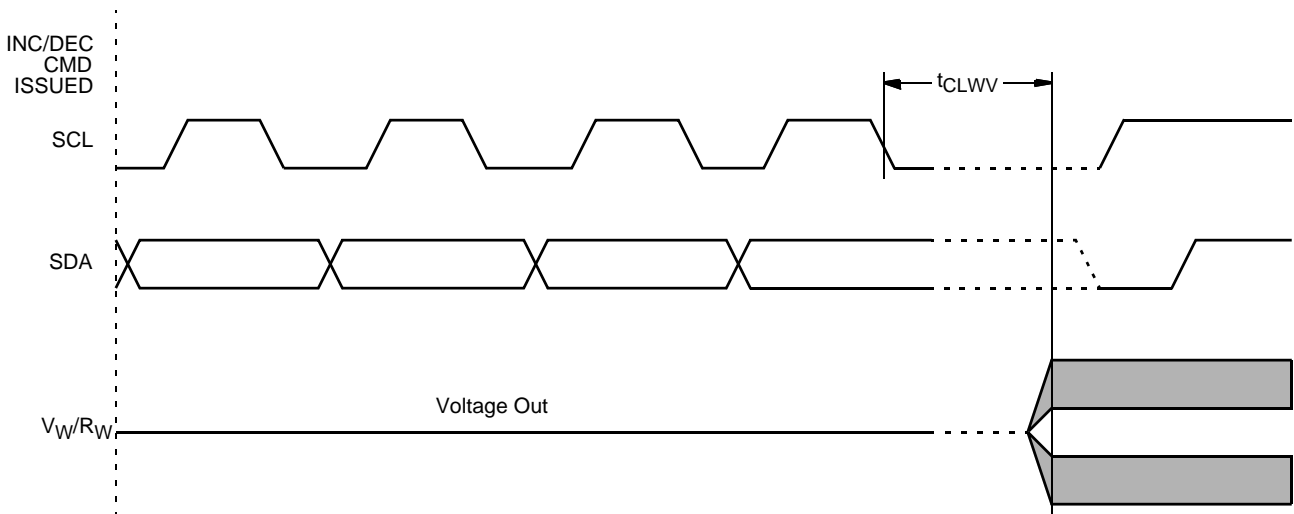 INC/DEC
CMD
ISSUED
tCLWV
SCL
SDA
Voltage Out
VW/RW